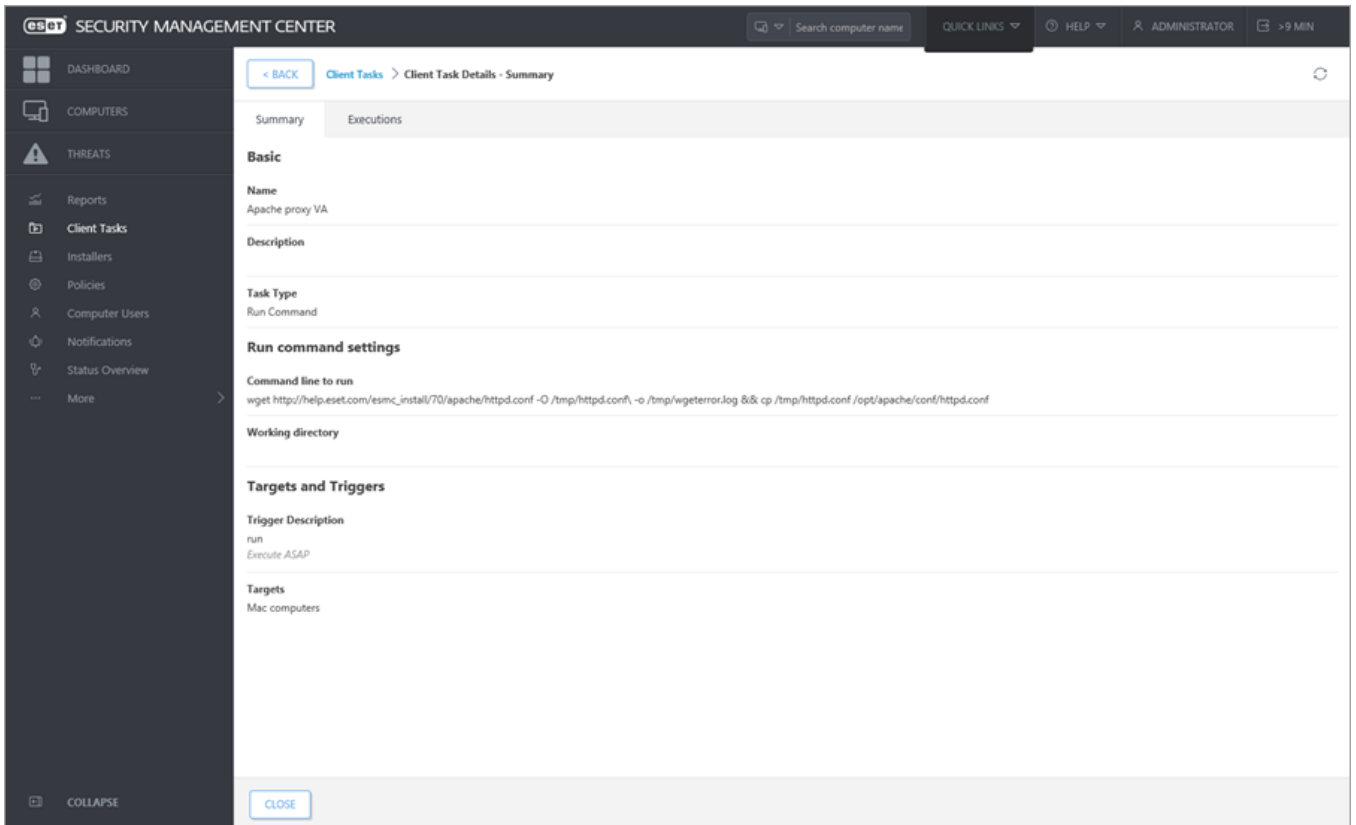 eset SECURITY MANAGEMENT CENTER
Search computer name
QUICK LINKS
HELP
ADMINISTRATOR
>9 MIN
DASHBOARD
COMPUTERS
THREATS
Reports
Client Tasks
Installers
Policies
Computer Users
Notifications
Status Overview
More
COLLAPSE
< BACK
Client Tasks > Client Task Details - Summary
Summary
Executions
Basic
Name
Apache proxy VA
Description
Task Type
Run Command
Run command settings
Command line to run
wget http://help.eset.com/esmc_install/70/apache/httpd.conf -O /tmp/httpd.conf\ -o /tmp/wgeterror.log && cp /tmp/httpd.conf /opt/apache/conf/httpd.conf
Working directory
Targets and Triggers
Trigger Description
run
Execute ASAP
Targets
Mac computers
CLOSE